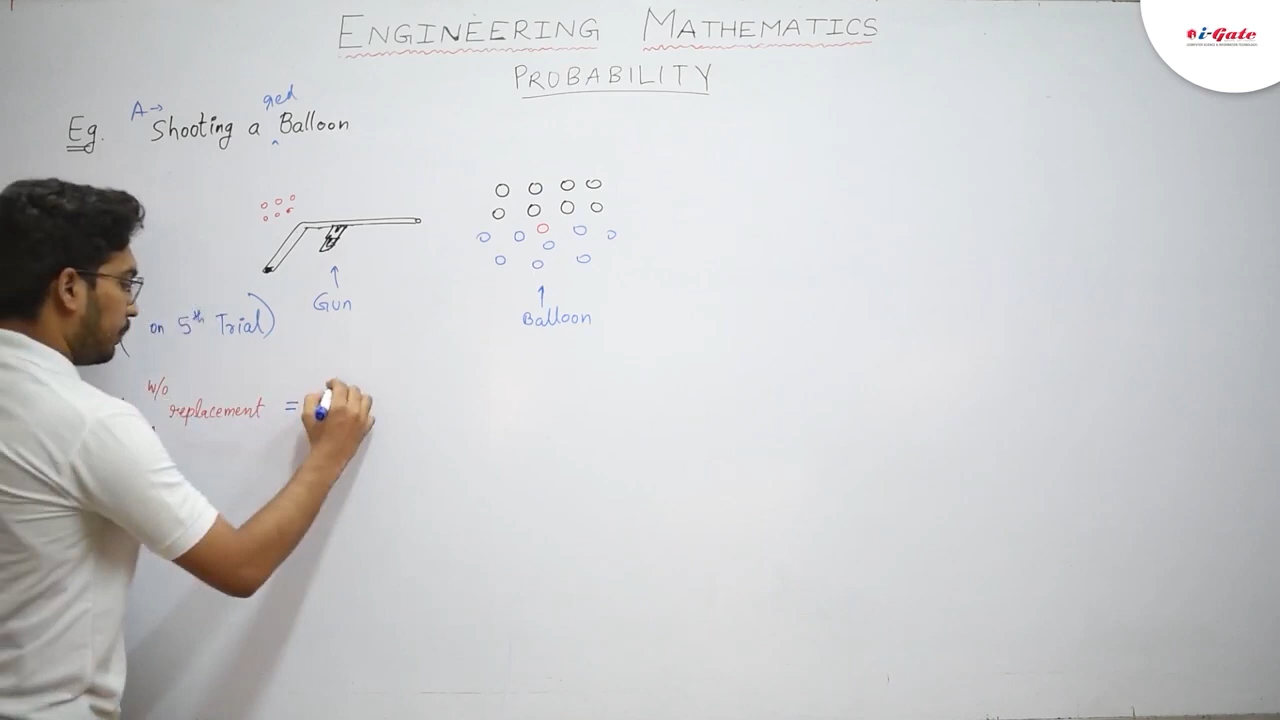 ENGINEERING MATHEMATICS
PROBABILITY
i-Gate
Eg. A→ Shooting a red ‸ Balloon
Gun
Balloon
on 5th Trial)
w/o replacement =